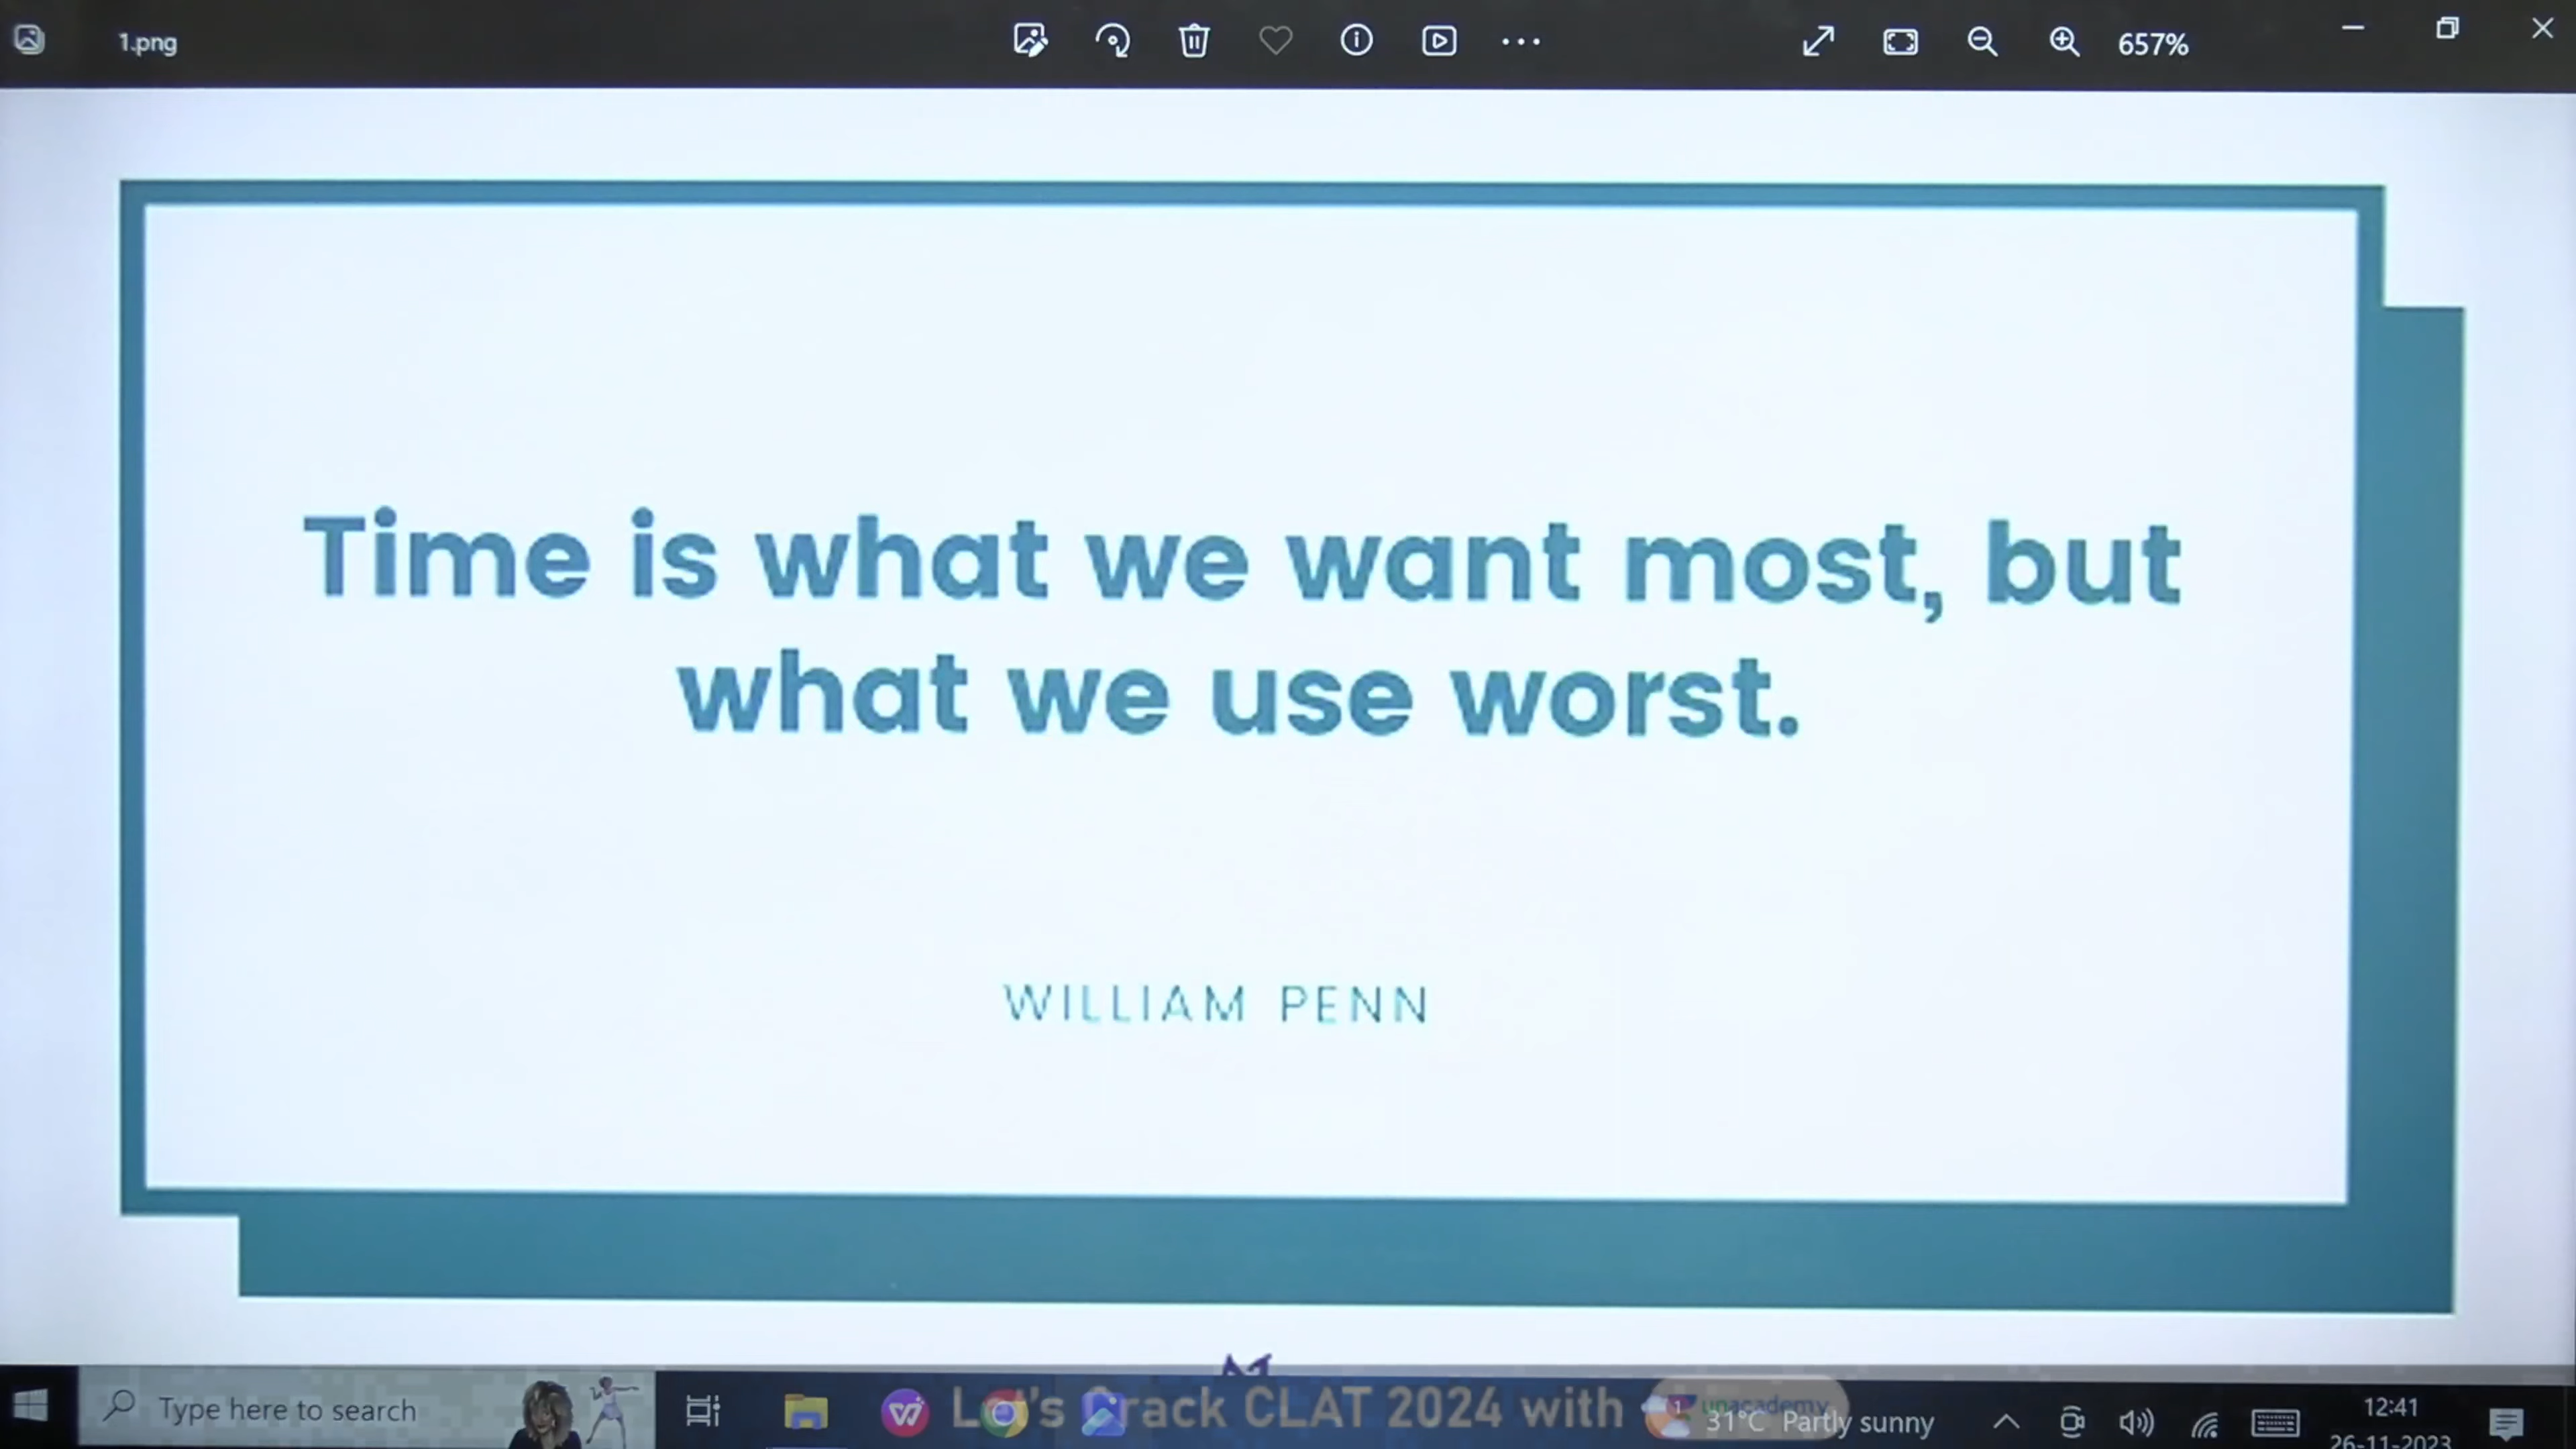 1.png
657%
Time is what we want most, but
what we use worst.
WILLIAM PENN
Type here to search
Let's Crack CLAT 2024 with
unacademy
31°C Partly sunny
12:41
26-11-2023